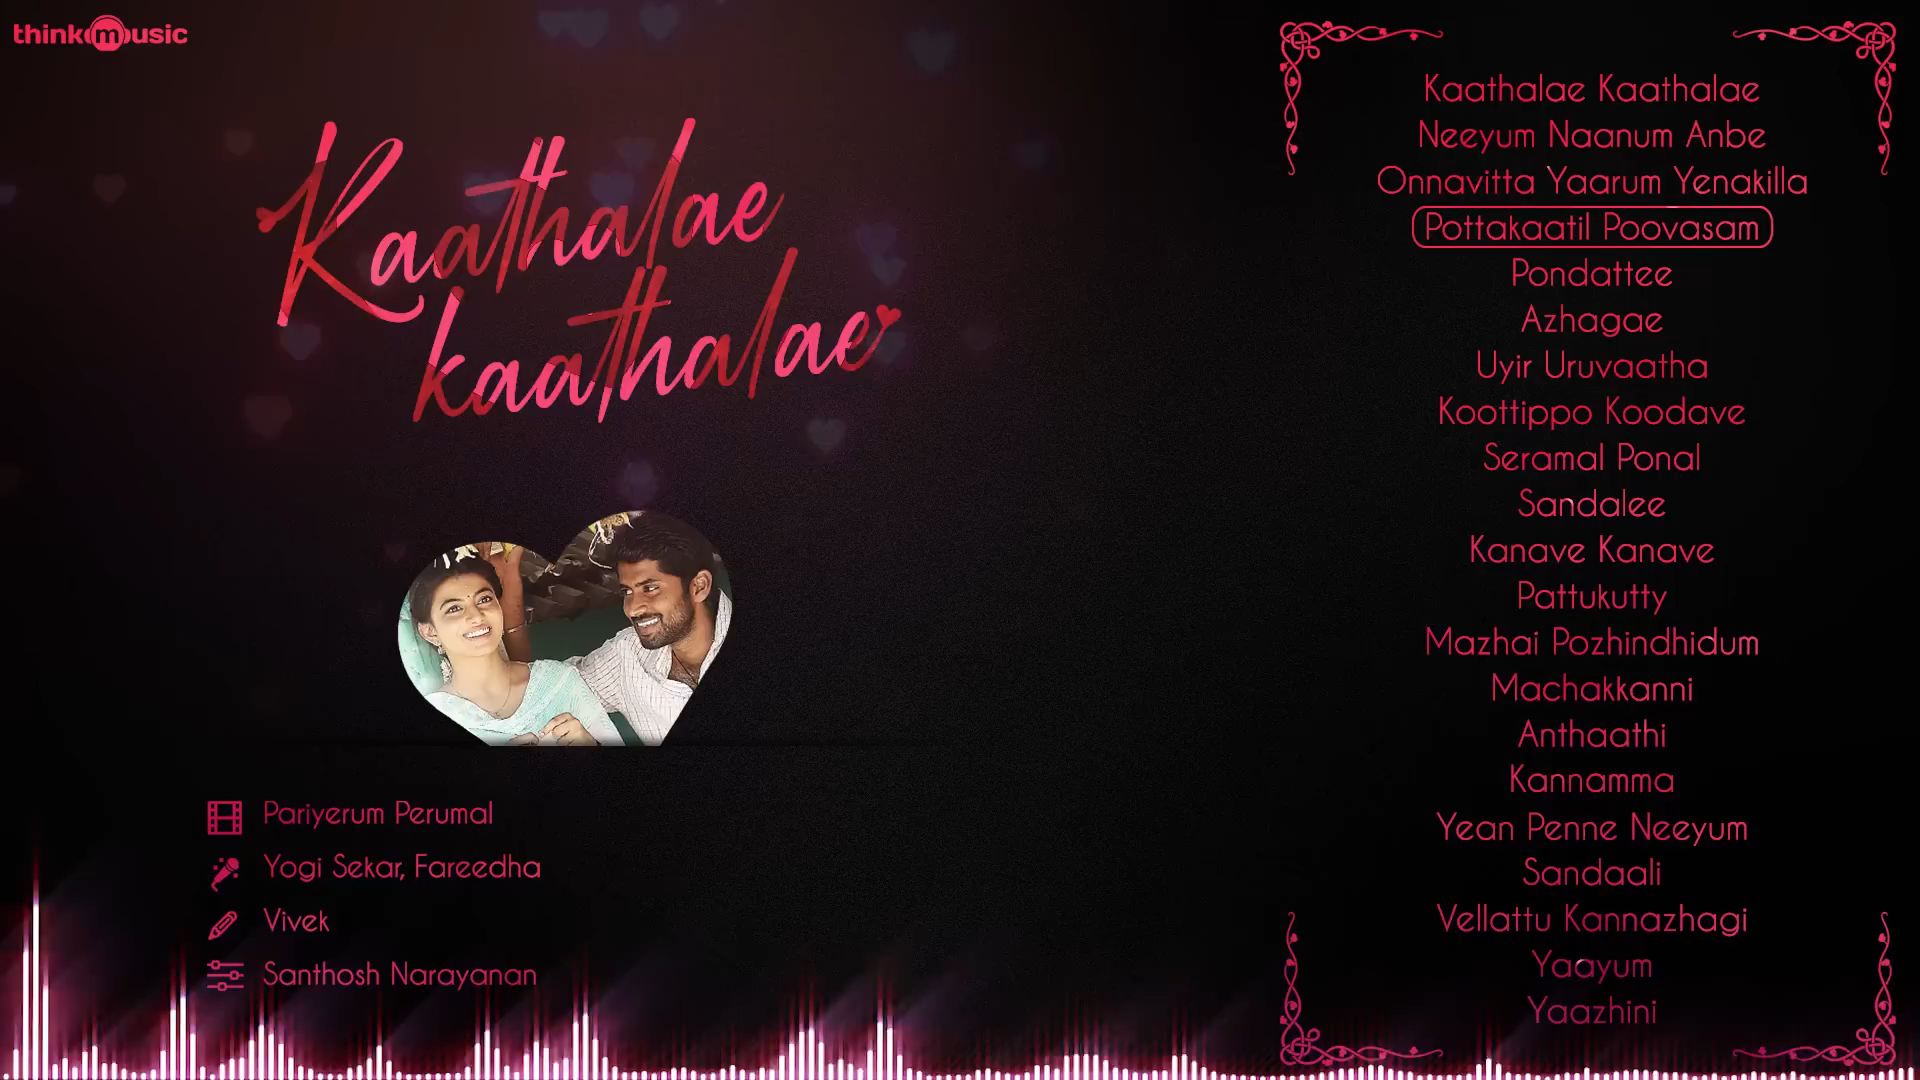 thinkmusic
Kaathalae
kaathalae
Pariyerum Perumal
Yogi Sekar, Fareedha
Vivek
Santhosh Narayanan
Kaathalae Kaathalae
Neeyum Naanum Anbe
Onnavitta Yaarum Yenakilla
Pottakaatil Poovasam
Pondattee
Azhagae
Uyir Uruvaatha
Koottippo Koodave
Seramal Ponal
Sandalee
Kanave Kanave
Pattukutty
Mazhai Pozhindhidum
Machakkanni
Anthaathi
Kannamma
Yean Penne Neeyum
Sandaali
Vellattu Kannazhagi
Yaayum
Yaazhini